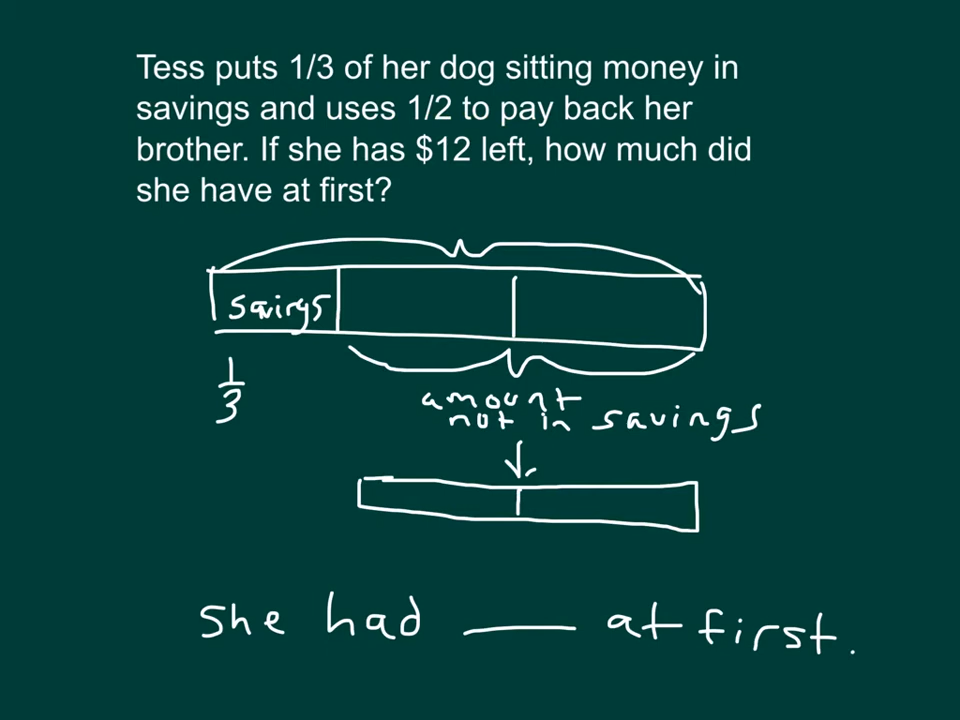 Tess puts 1/3 of her dog sitting money in
savings and uses 1/2 to pay back her
brother. If she has $12 left, how much did
she have at first?
savings
1
3
amount
not in savings
she had ___ at first.